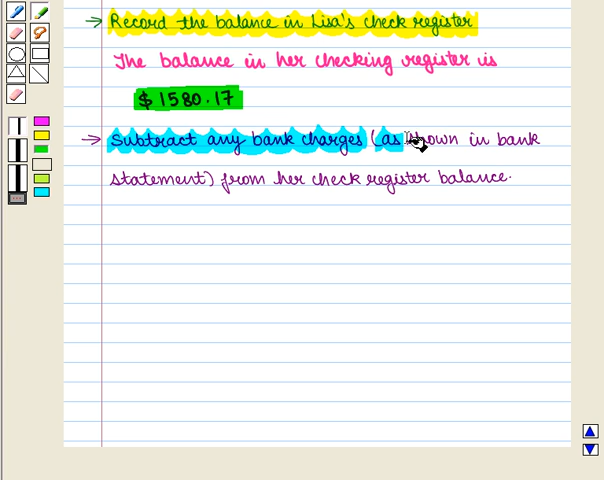 → Record the balance in Lisa's check register
The balance in her checking register is
$1580.17
→ Subtract any bank charges (as shown in bank
statement) from her check register balance.